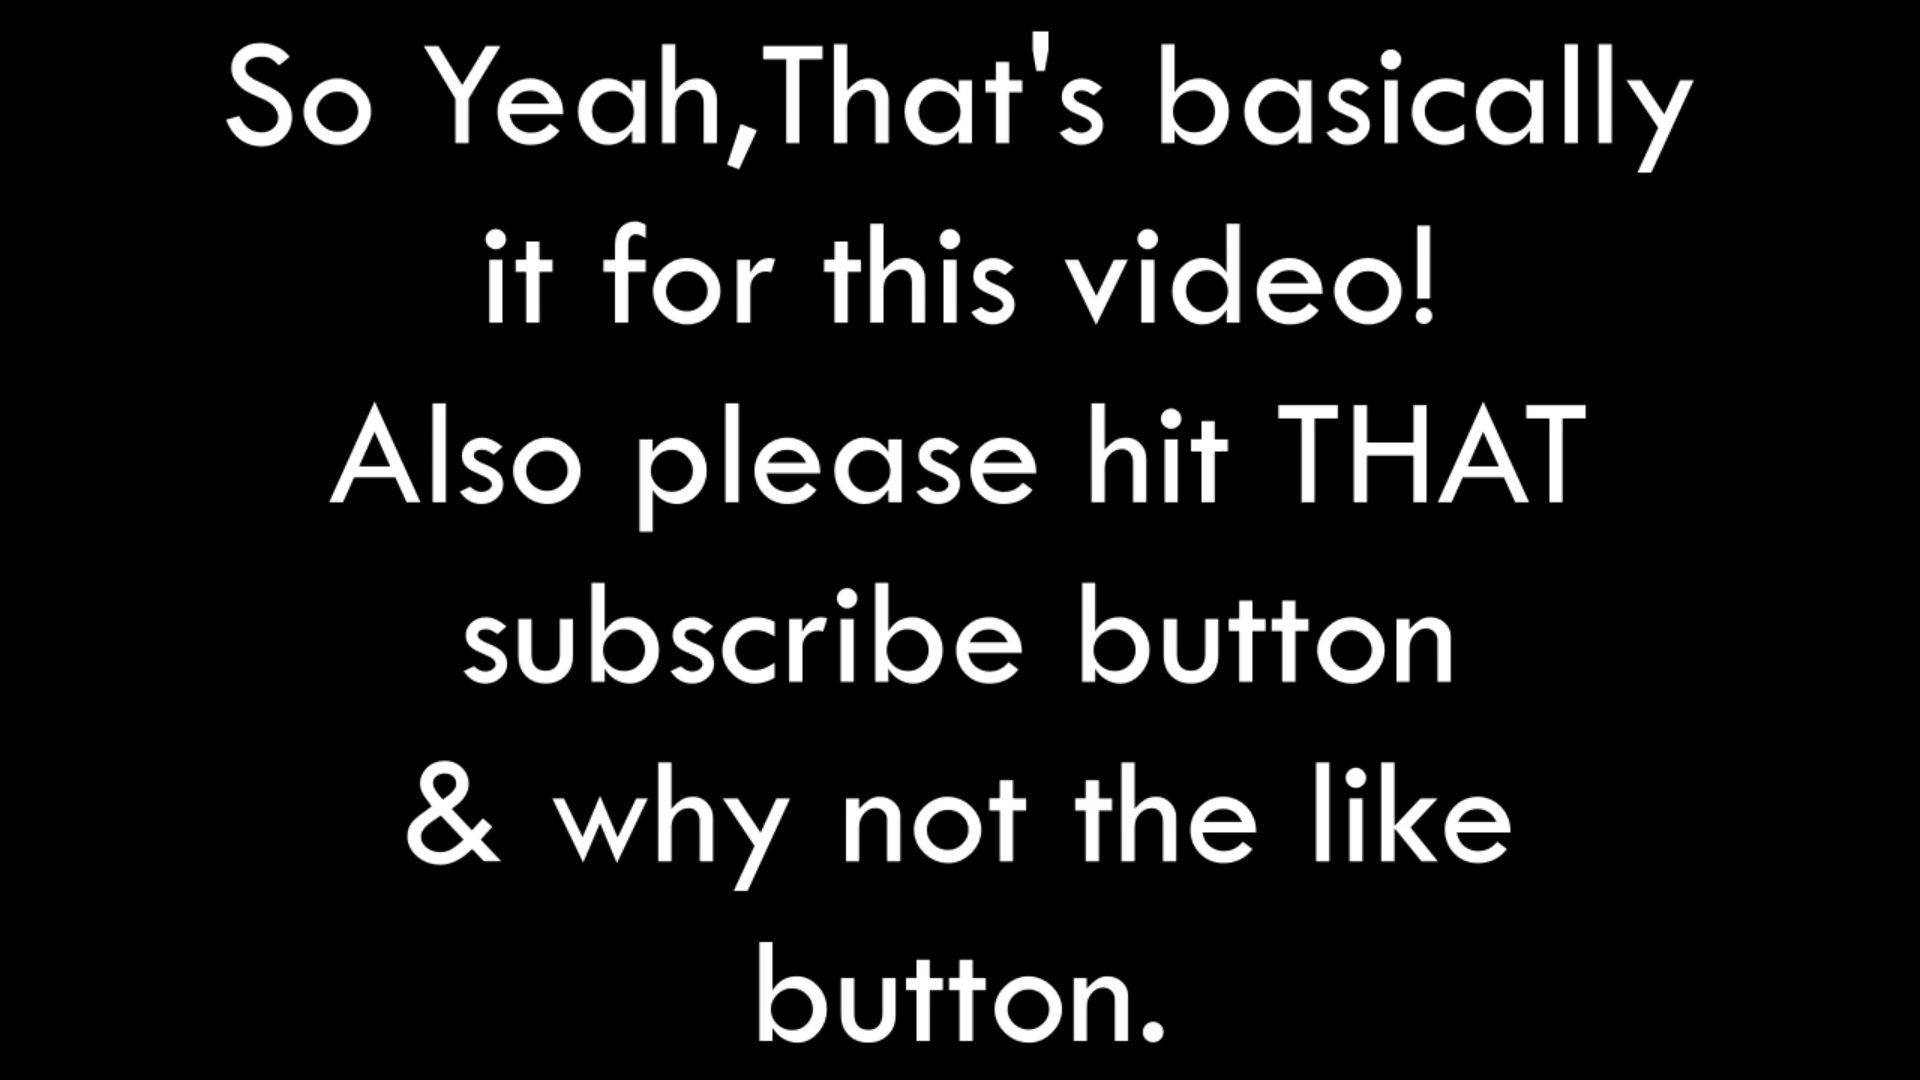 So Yeah,That's basically
it for this video!
Also please hit THAT
subscribe button
& why not the like
button.